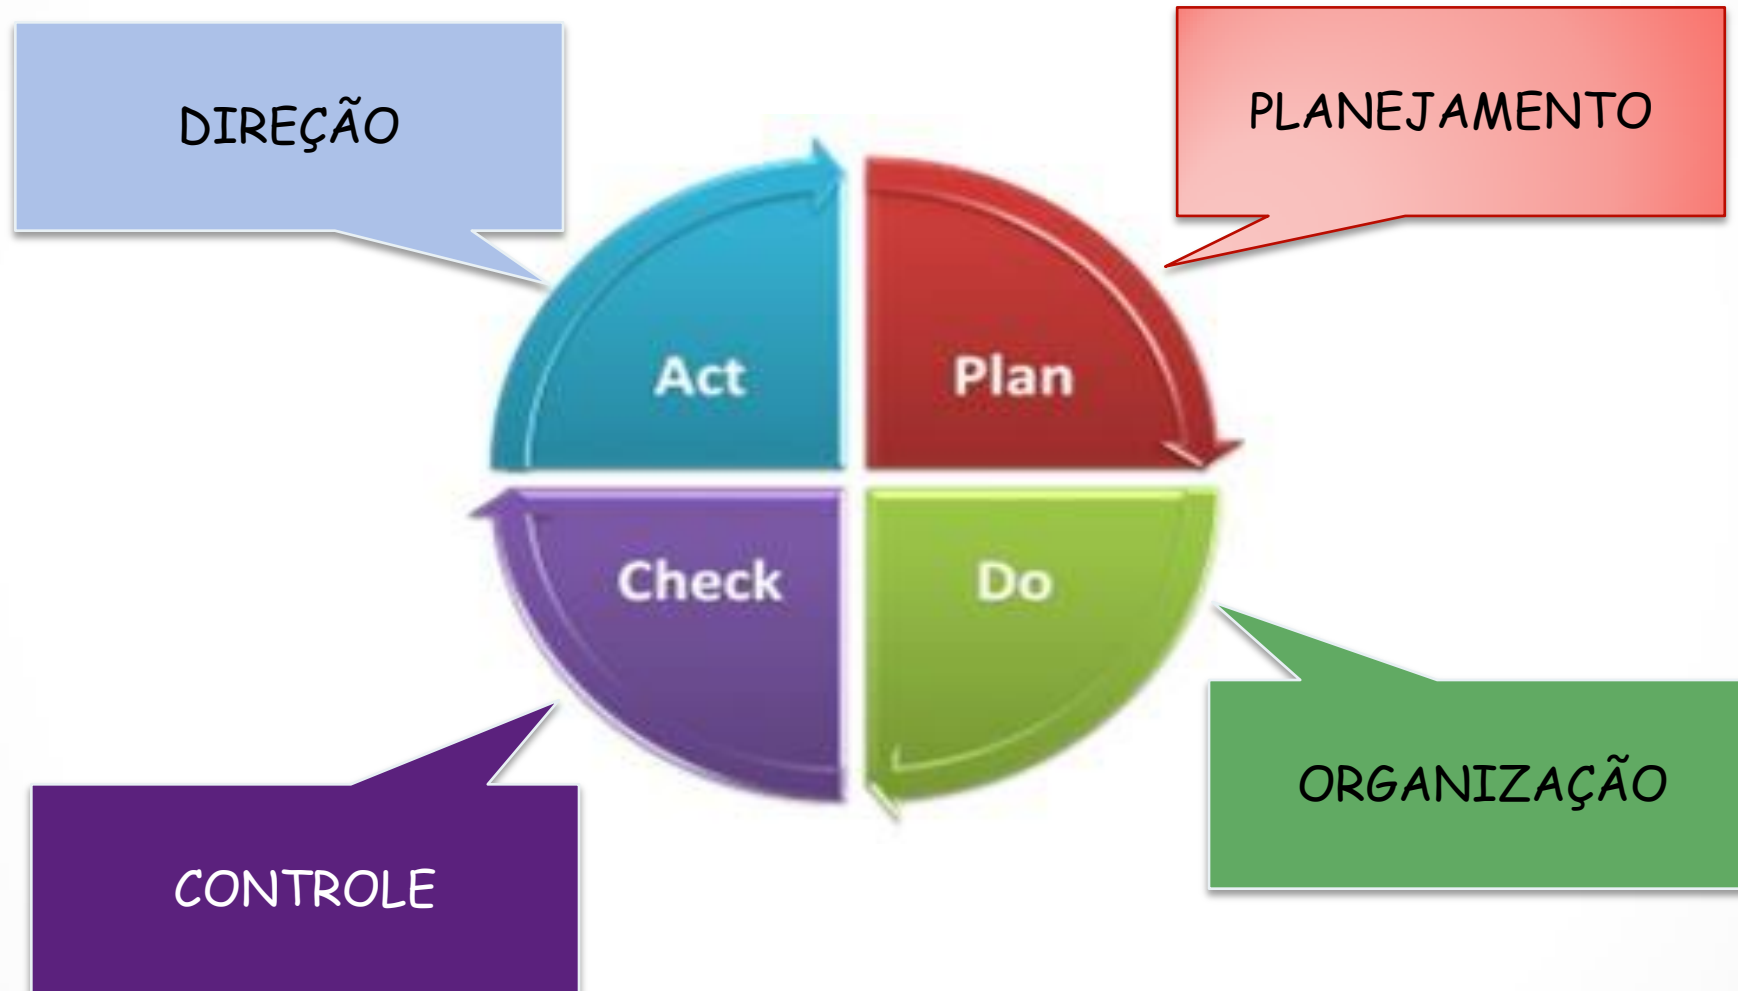 DIREÇÃO
PLANEJAMENTO
Act
Plan
Check
Do
ORGANIZAÇÃO
CONTROLE